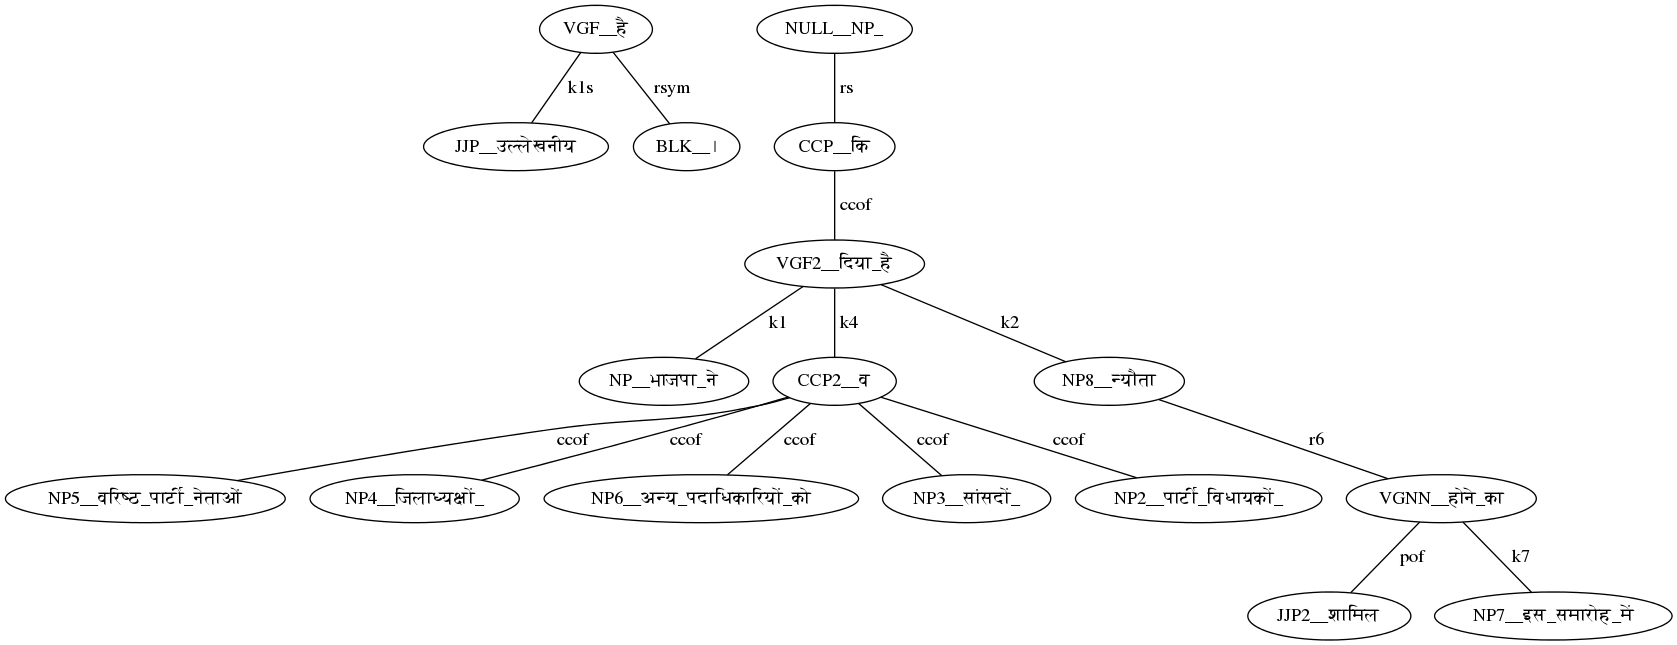 VGF__है NULL__NP_
k1s rsym rs
JJP__उल्लेखनीय BLK__। CCP__कि
ccof
VGF2__दिया_है
k1 k4 k2
NP__भाजपा_ने CCP2__व NP8__न्यौता
ccof ccof ccof ccof ccof r6
NP5__वरिष्ठ_पार्टी_नेताओं NP4__जिलाध्यक्षों_ NP6__अन्य_पदाधिकारियों_को NP3__सांसदों_ NP2__पार्टी_विधायकों_ VGNN__होने_का
pof k7
JJP2__शामिल NP7__इस_समारोह_में